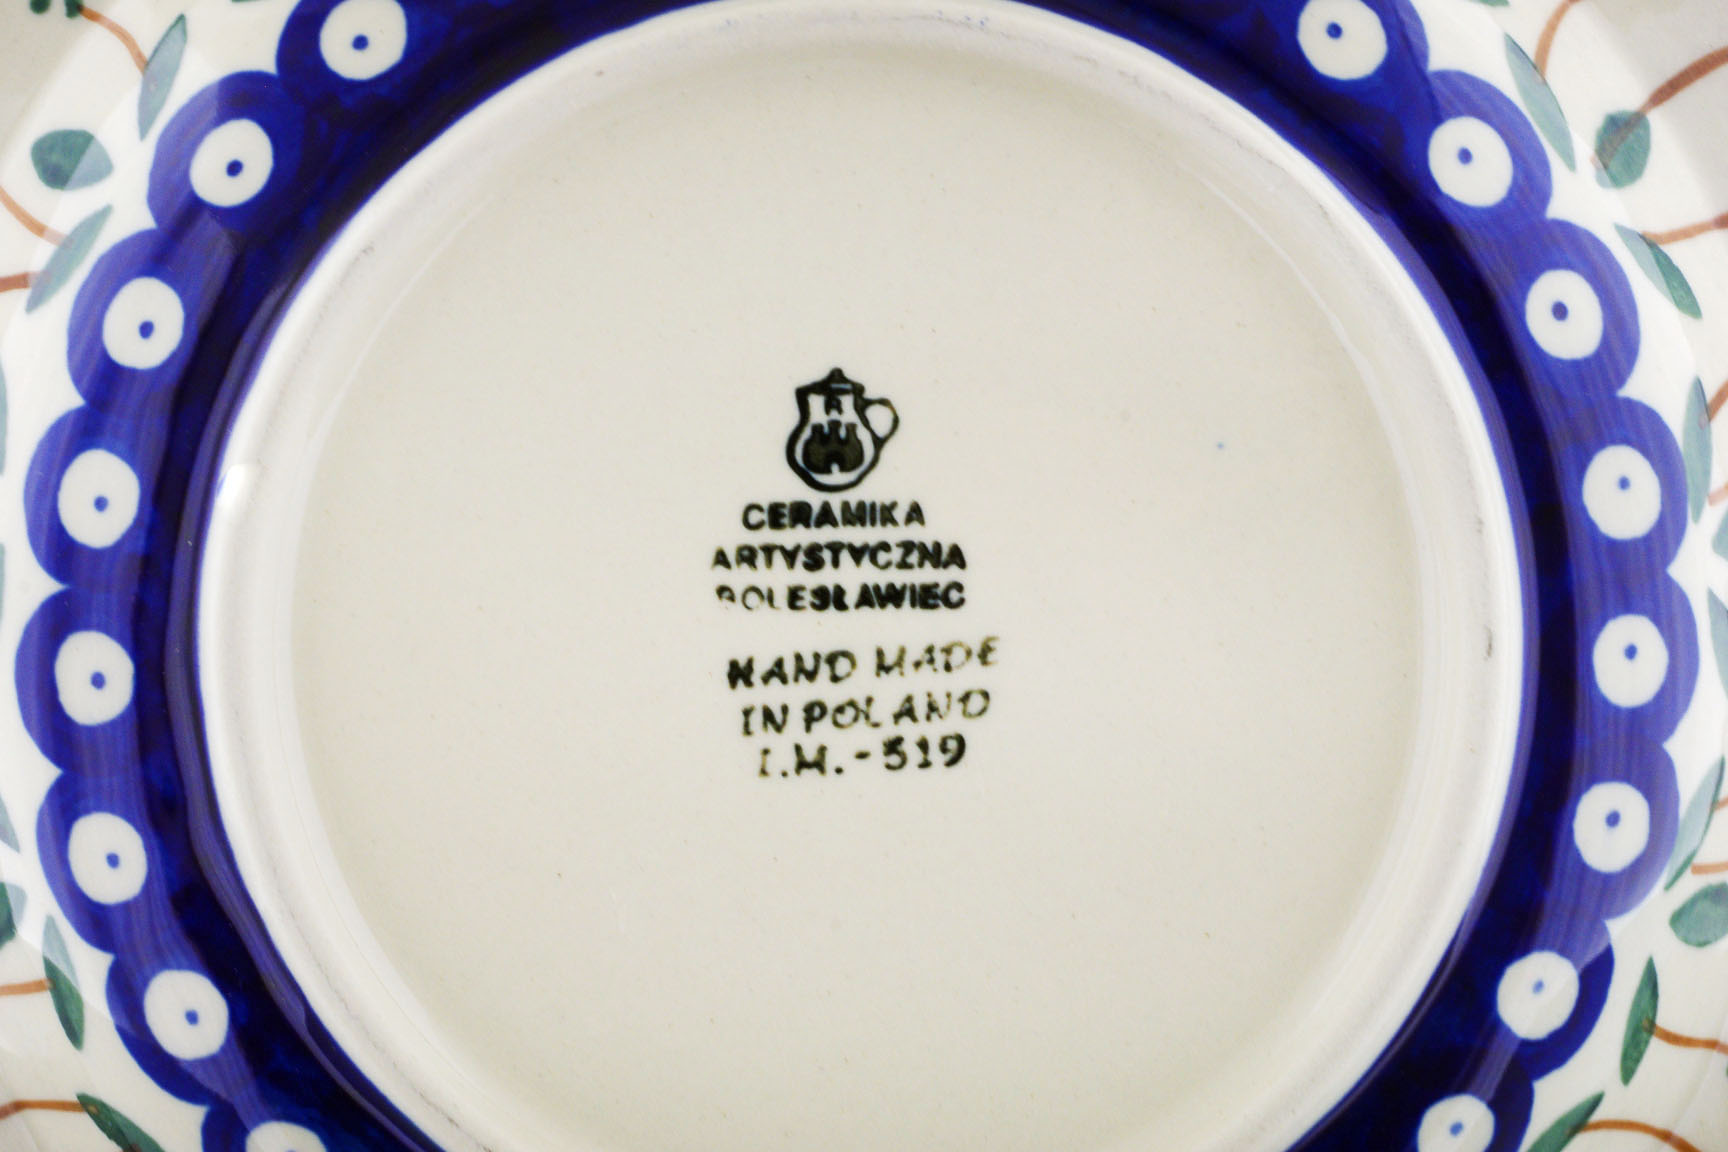 CERAMIKA
ARTYSTYCZNA
BOLESŁAWIEC
HAND MADE
IN POLAND
I.M.-519